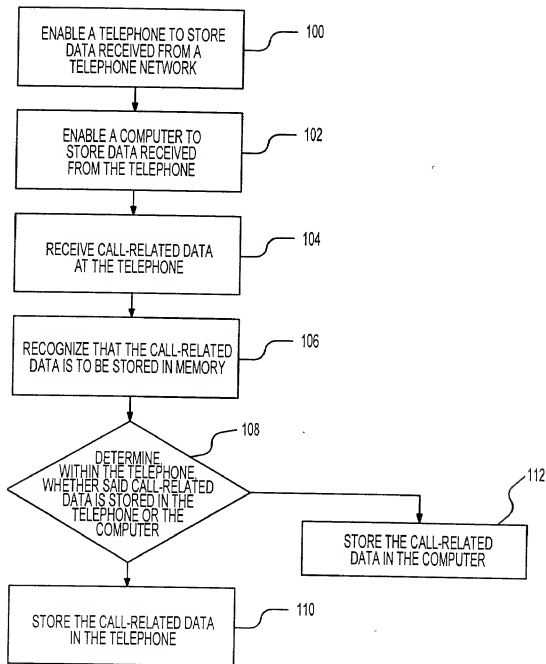 ENABLE A TELEPHONE TO STORE
DATA RECEIVED FROM A
TELEPHONE NETWORK
100
ENABLE A COMPUTER TO
STORE DATA RECEIVED
FROM THE TELEPHONE
102
RECEIVE CALL-RELATED DATA
AT THE TELEPHONE
104
RECOGNIZE THAT THE CALL-RELATED
DATA IS TO BE STORED IN MEMORY
106
DETERMINE,
WITHIN THE TELEPHONE,
WHETHER SAID CALL-RELATED
DATA IS STORED IN THE
TELEPHONE OR THE
COMPUTER
108
STORE THE CALL-RELATED
DATA IN THE COMPUTER
112
STORE THE CALL-RELATED DATA
IN THE TELEPHONE
110